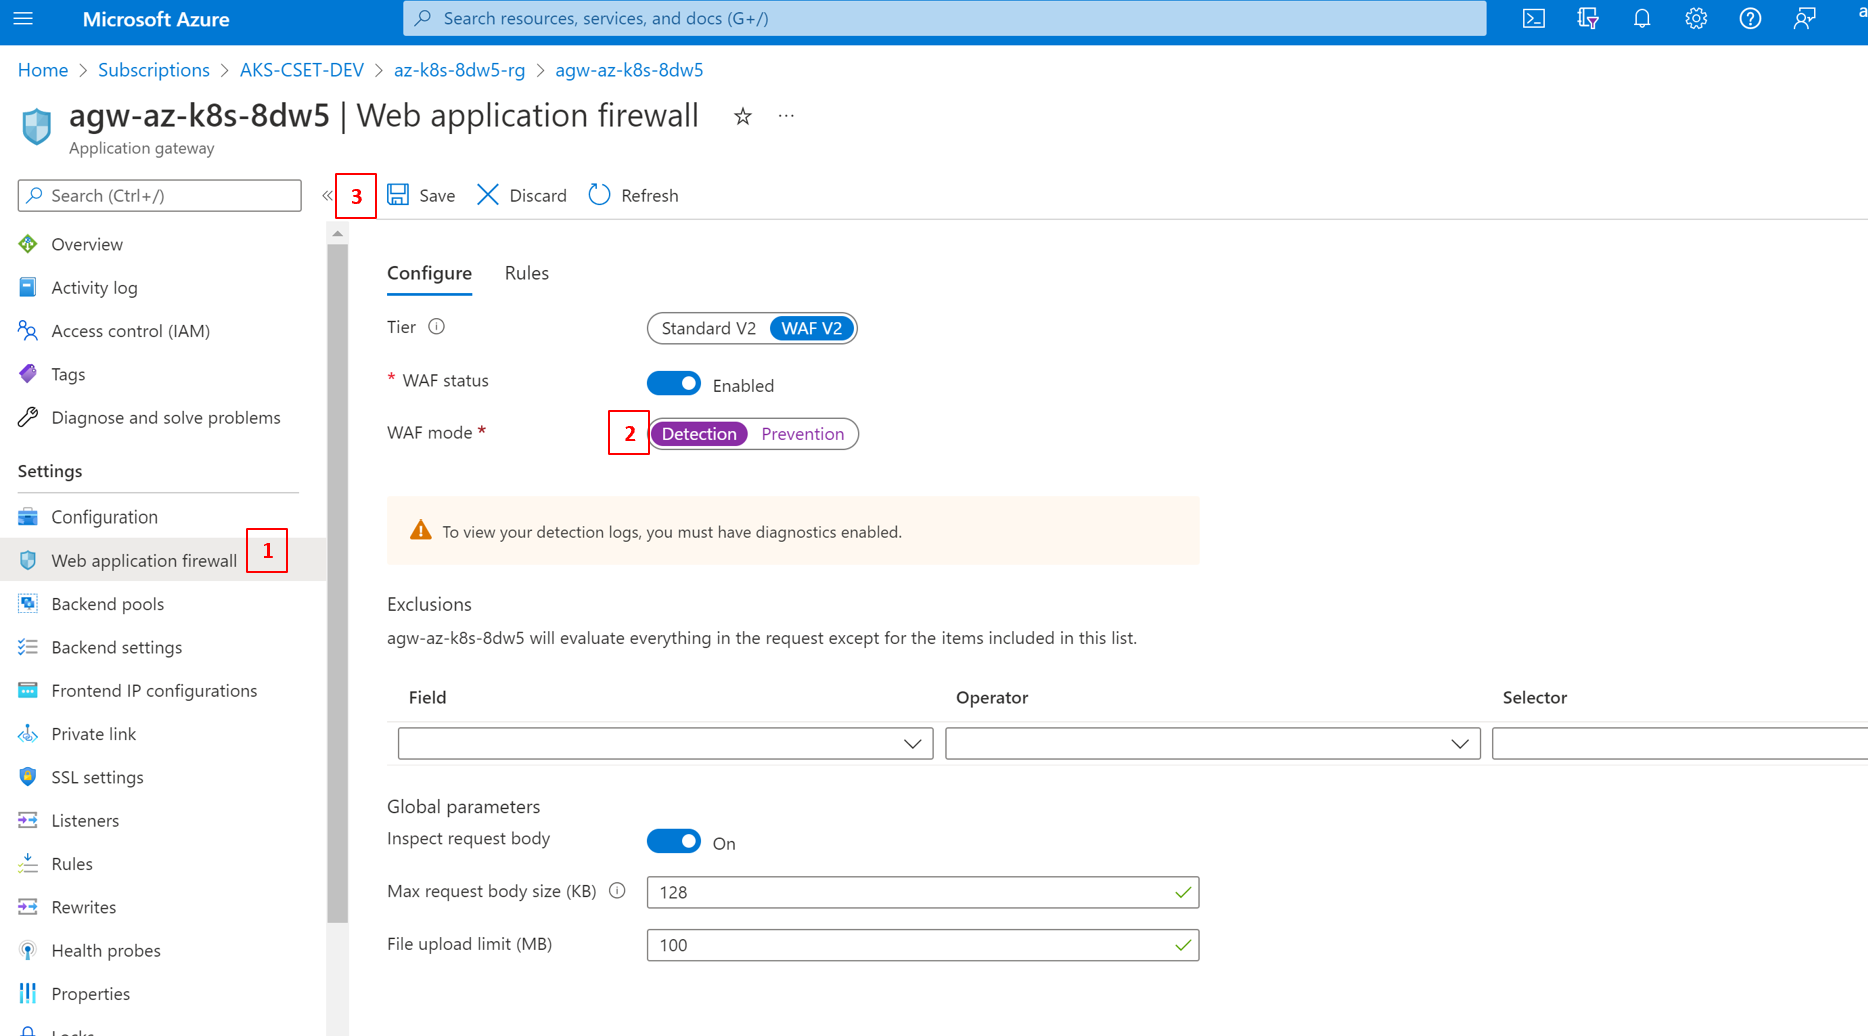 Microsoft Azure
Search resources, services, and docs (G+/)
Home > Subscriptions > AKS-CSET-DEV > az-k8s-8dw5-rg > agw-az-k8s-8dw5
agw-az-k8s-8dw5 | Web application firewall
Application gateway
Search (Ctrl+/)
« 3 Save Discard Refresh
Overview
Activity log
Access control (IAM)
Tags
Diagnose and solve problems
Settings
Configuration
Web application firewall 1
Backend pools
Backend settings
Frontend IP configurations
Private link
SSL settings
Listeners
Rules
Rewrites
Health probes
Properties
Configure Rules
Tier Standard V2 WAF V2
* WAF status Enabled
WAF mode * 2 Detection Prevention
To view your detection logs, you must have diagnostics enabled.
Exclusions
agw-az-k8s-8dw5 will evaluate everything in the request except for the items included in this list.
Field Operator Selector
Global parameters
Inspect request body On
Max request body size (KB) 128
File upload limit (MB) 100